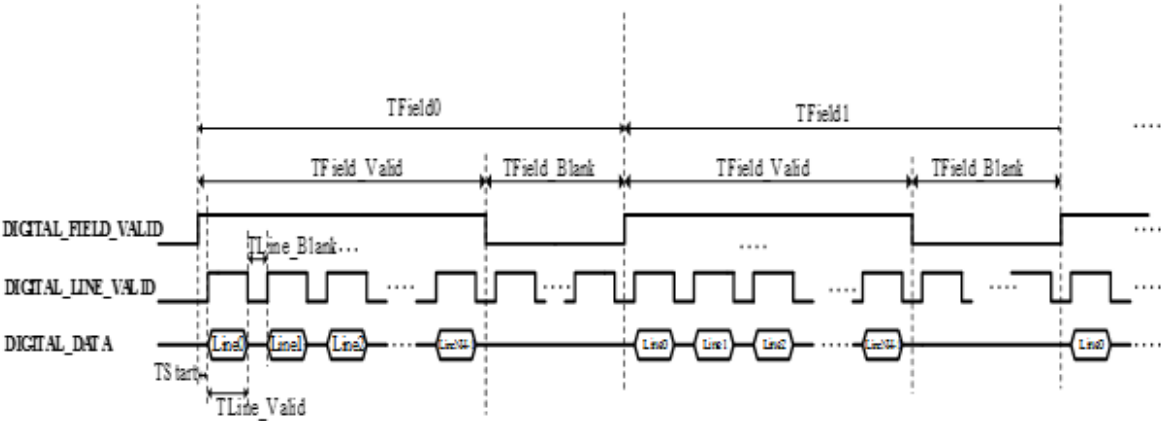 TField0
TField1
....
TField_Valid
TField_Blank
TField_Valid
TField_Blank
DIGITAL_FIELD_VALID
TLine_Blank...
....
....
DIGITAL_LINE_VALID
....
....
....
....
....
DIGITAL_DATA
Line0
Line1
Line2
....
Line0
Line1
Line2
....
Line0
....
TStart
TLine_Valid